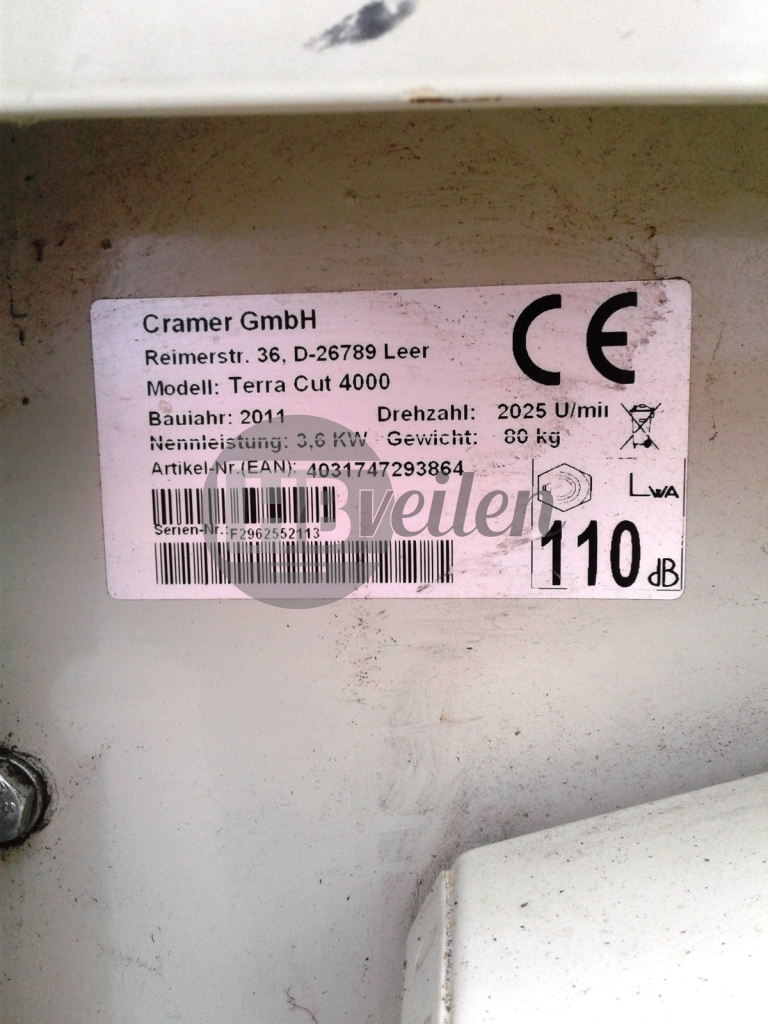 Cramer GmbH
CE
Reimerstr. 36, D-26789 Leer
Modell: Terra Cut 4000
Baujahr: 2011 Drehzahl: 2025 U/min
Nennleistung: 3,6 KW Gewicht: 80 kg
Artikel-Nr.(EAN): 4031747293864
LWA
Serien-Nr.: F2962552113
110 dB
veilen